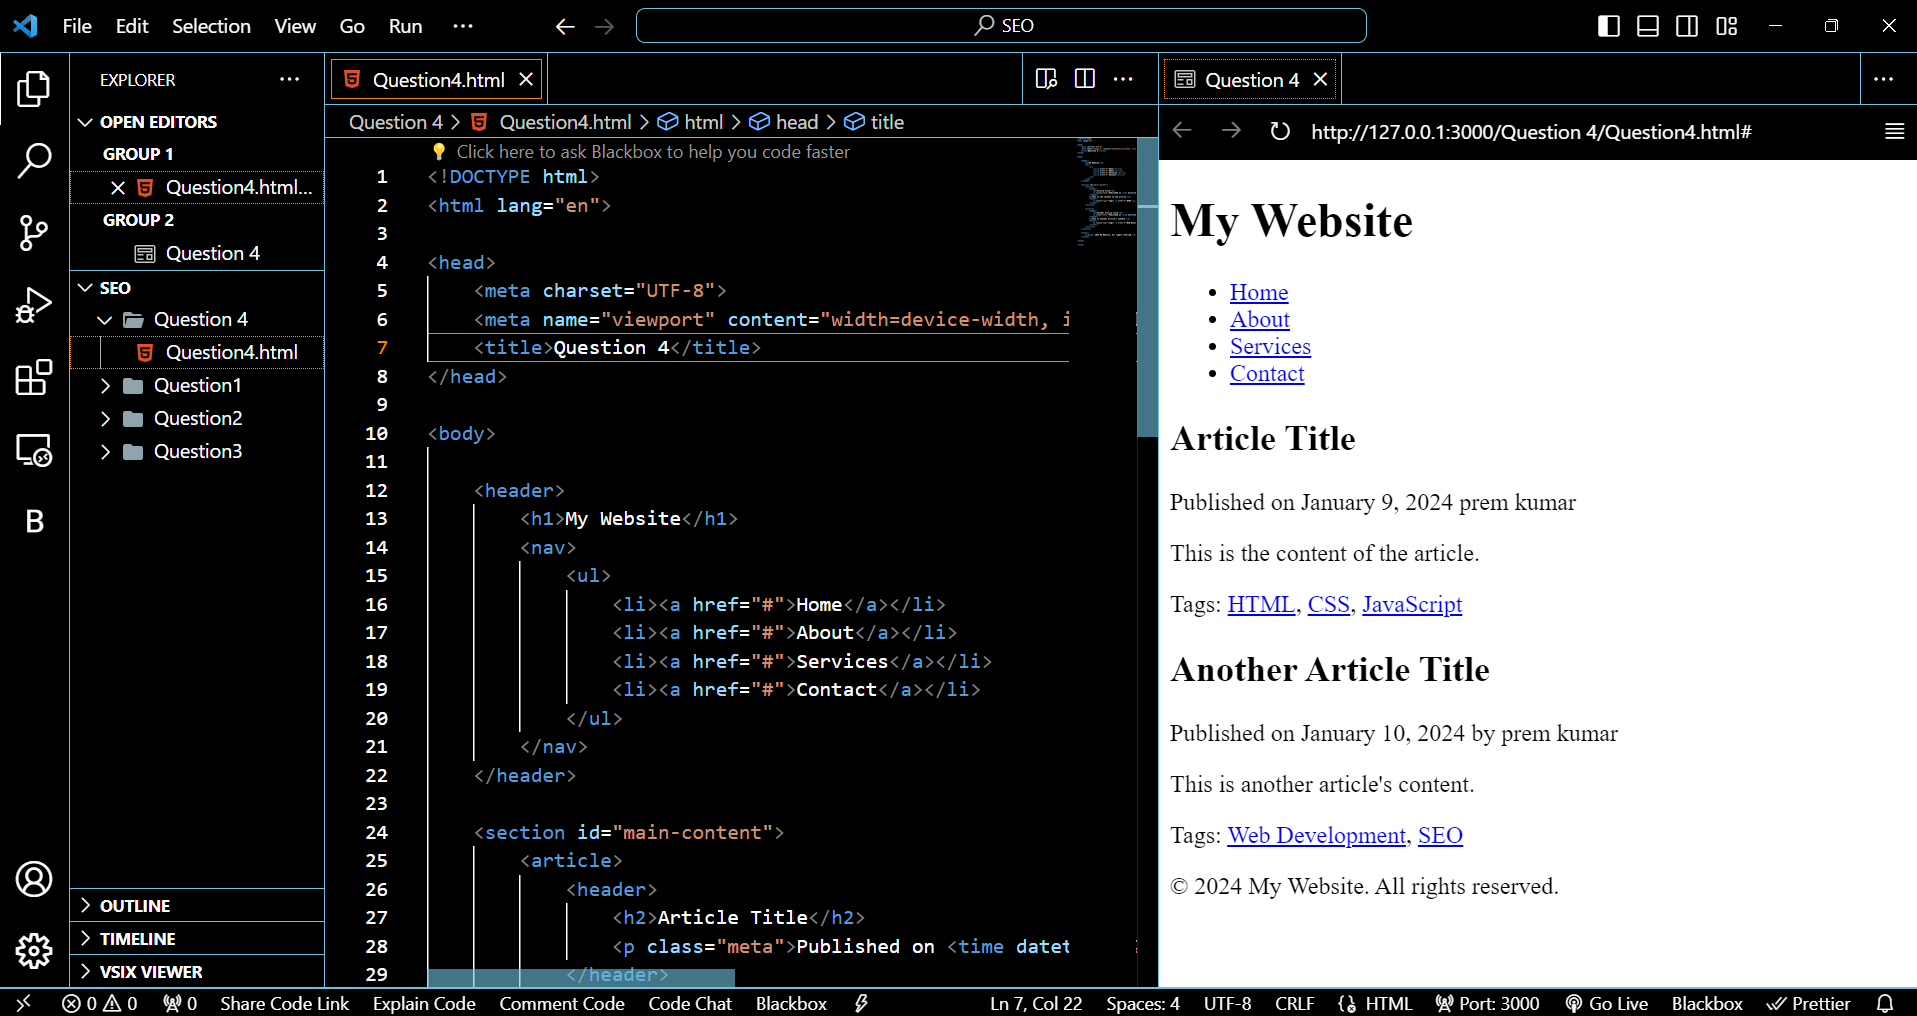 File Edit Selection View Go Run ···
SEO
EXPLORER
OPEN EDITORS
GROUP 1
Question4.html...
GROUP 2
Question 4
SEO
Question 4
Question4.html
Question1
Question2
Question3
OUTLINE
TIMELINE
VSIX VIEWER
Question4.html
Question 4 > Question4.html > html > head > title
Click here to ask Blackbox to help you code faster
1 <!DOCTYPE html>
2 <html lang="en">
3
4 <head>
5 <meta charset="UTF-8">
6 <meta name="viewport" content="width=device-width, i
7 <title>Question 4</title>
8 </head>
9
10 <body>
11
12 <header>
13 <h1>My Website</h1>
14 <nav>
15 <ul>
16 <li><a href="#">Home</a></li>
17 <li><a href="#">About</a></li>
18 <li><a href="#">Services</a></li>
19 <li><a href="#">Contact</a></li>
20 </ul>
21 </nav>
22 </header>
23
24 <section id="main-content">
25 <article>
26 <header>
27 <h2>Article Title</h2>
28 <p class="meta">Published on <time datet
29 </header>
Question 4
http://127.0.0.1:3000/Question 4/Question4.html#
My Website
• Home
• About
• Services
• Contact
Article Title
Published on January 9, 2024 prem kumar
This is the content of the article.
Tags: HTML, CSS, JavaScript
Another Article Title
Published on January 10, 2024 by prem kumar
This is another article's content.
Tags: Web Development, SEO
© 2024 My Website. All rights reserved.
0 0 0 Share Code Link Explain Code Comment Code Code Chat Blackbox Ln 7, Col 22 Spaces: 4 UTF-8 CRLF HTML Port: 3000 Go Live Blackbox Prettier